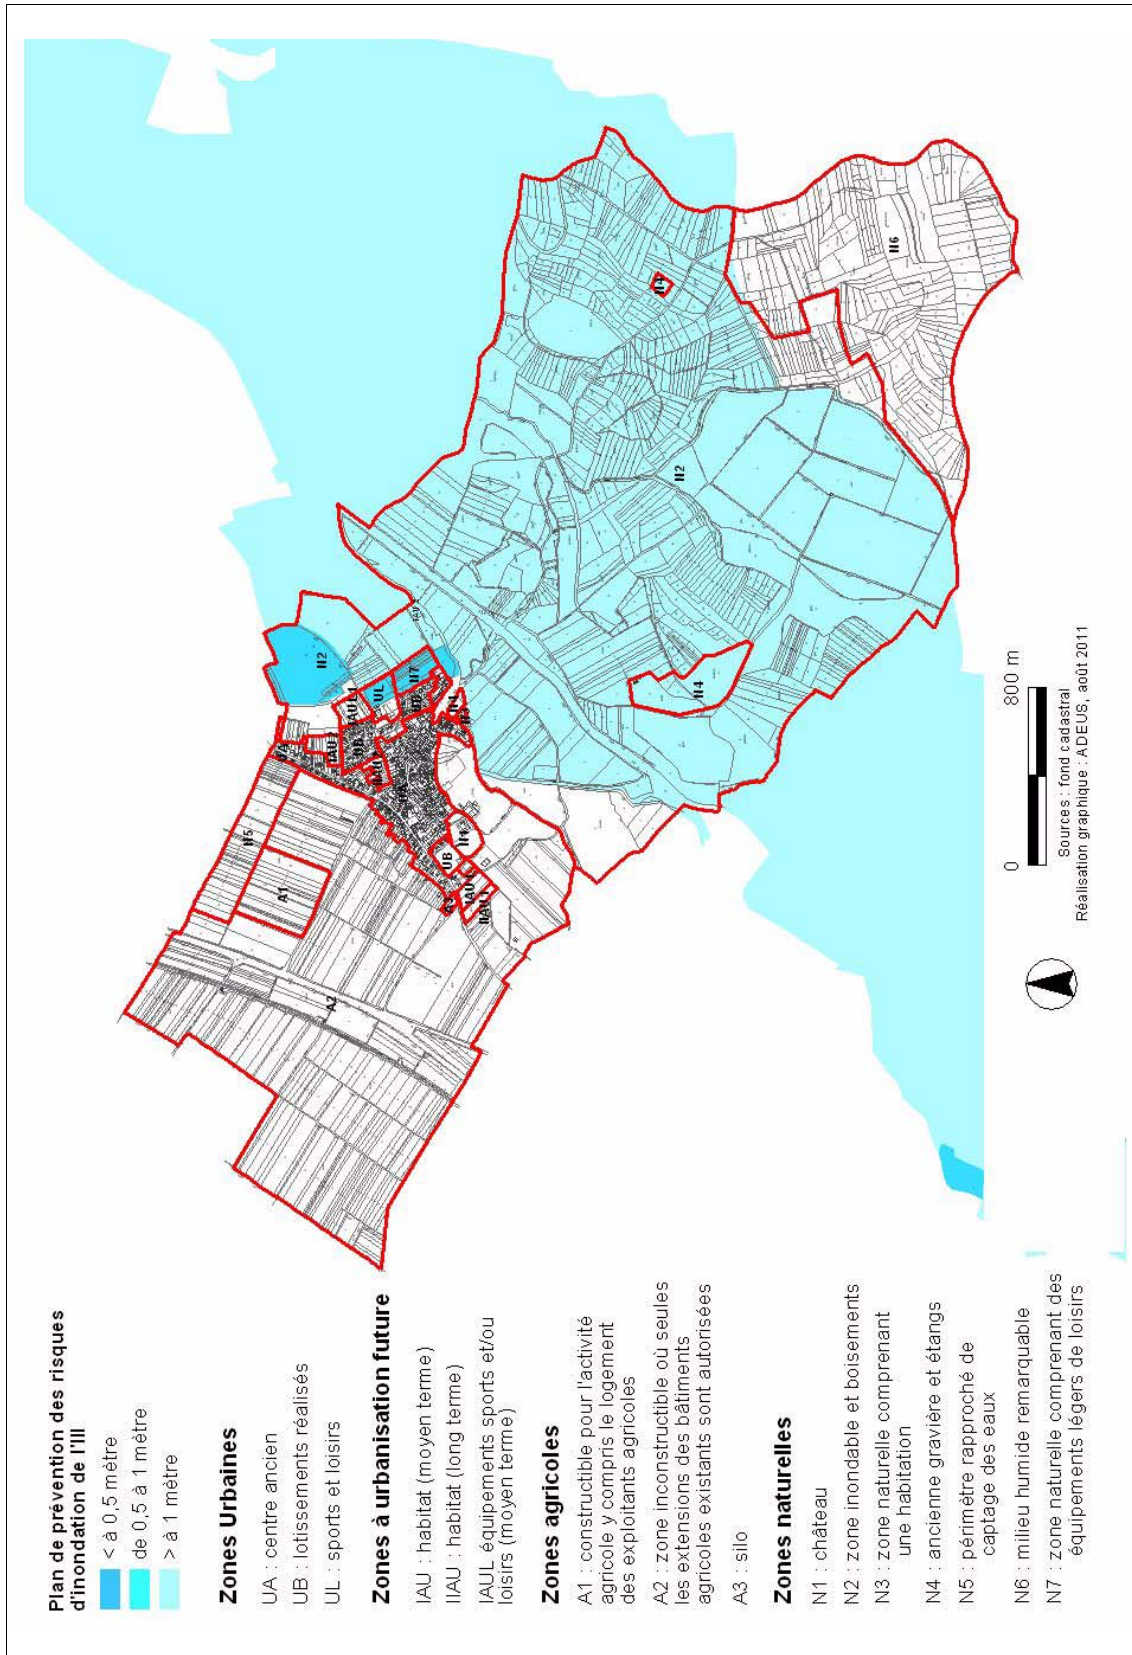 Plan de prévention des risques
d'inondation de l'Ill
< à 0,5 mètre
de 0,5 à 1 mètre
> à 1 mètre
Zones Urbaines
UA : centre ancien
UB : lotissements réalisés
UL : sports et loisirs
Zones à urbanisation future
IAU : habitat (moyen terme)
IIAU : habitat (long terme)
IAUL équipements sports et/ou
loisirs (moyen terme)
Zones agricoles
A1 : constructible pour l'activité
agricole y compris le logement
des exploitants agricoles
A2 : zone inconstructible où seules
les extensions des bâtiments
agricoles existants sont autorisées
A3 : silo
Zones naturelles
N1 : château
N2 : zone inondable et boisements
N3 : zone naturelle comprenant
une habitation
N4 : ancienne gravière et étangs
N5 : périmètre rapproché de
captage des eaux
N6 : milieu humide remarquable
N7 : zone naturelle comprenant des
équipements légers de loisirs
A2
A1
N5
A3
UB
N1
UA
UA
UB
UL
N7
N2
N2
N4
N4
N6
0
800 m
Sources : fond cadastral
Réalisation graphique : ADEUS, août 2011